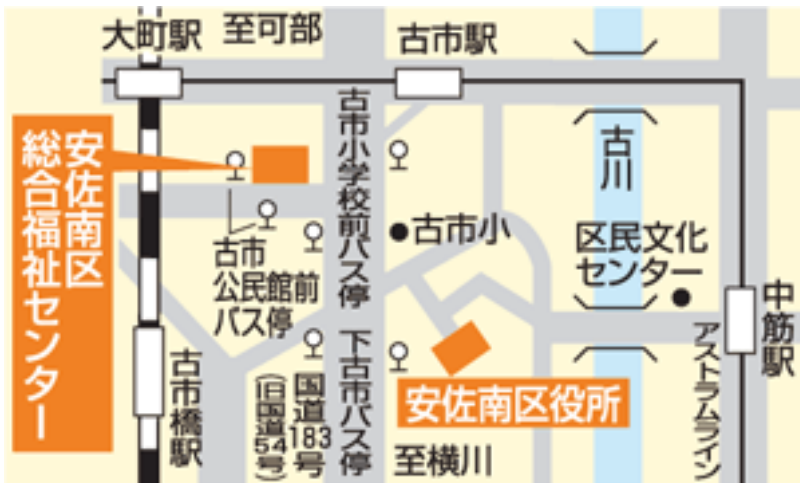 大町駅
至可部
古市駅
安佐南区
総合福祉センター
古市小学校前バス停
古川
古市小
区民文化
センター
古市
公民館前
バス停
中筋駅
アストラムライン
古市橋駅
国道183号
(旧国道54号)
下古市バス停
安佐南区役所
至横川